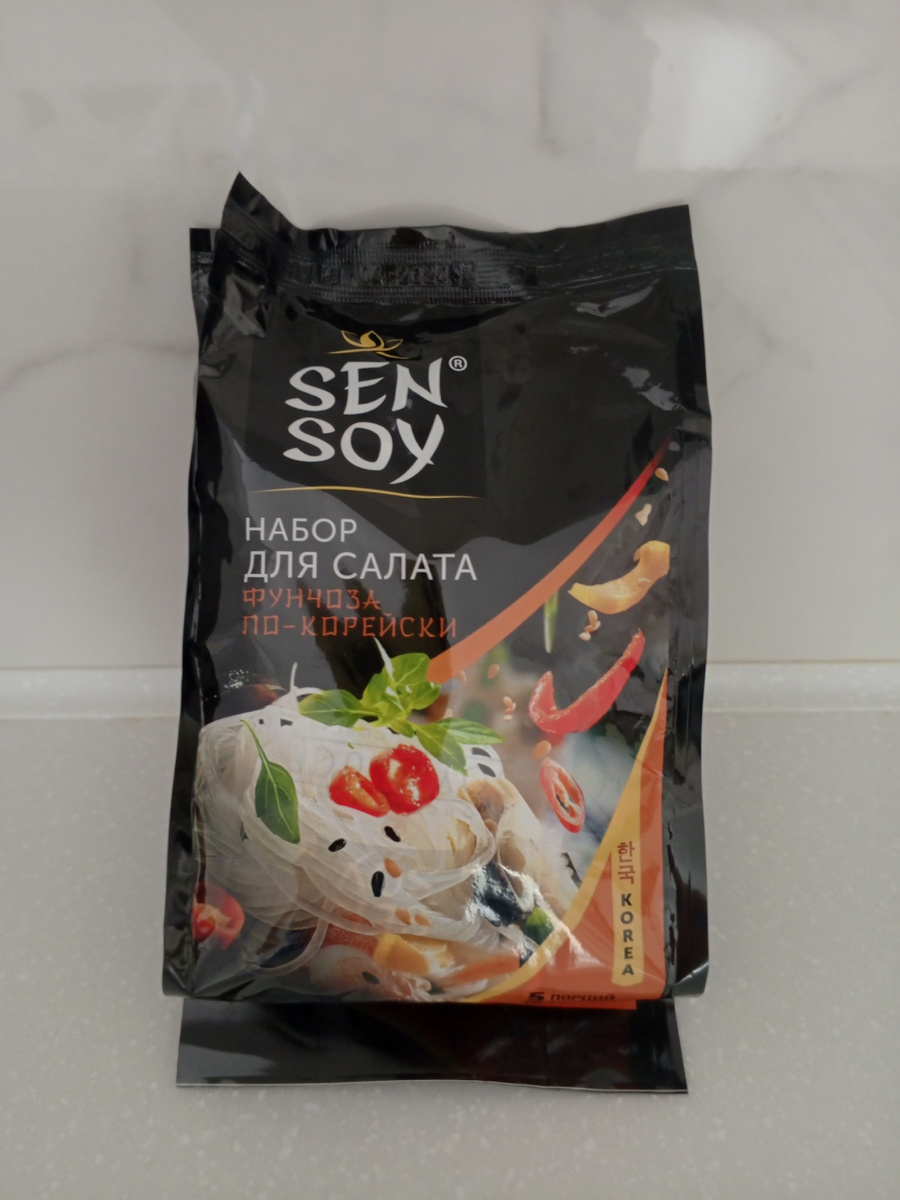 SEN®
SOY
НАБОР
ДЛЯ САЛАТА
ФУНЧОЗА
ПО-КОРЕЙСКИ
한국 KOREA
5 ПОРЦИЙ